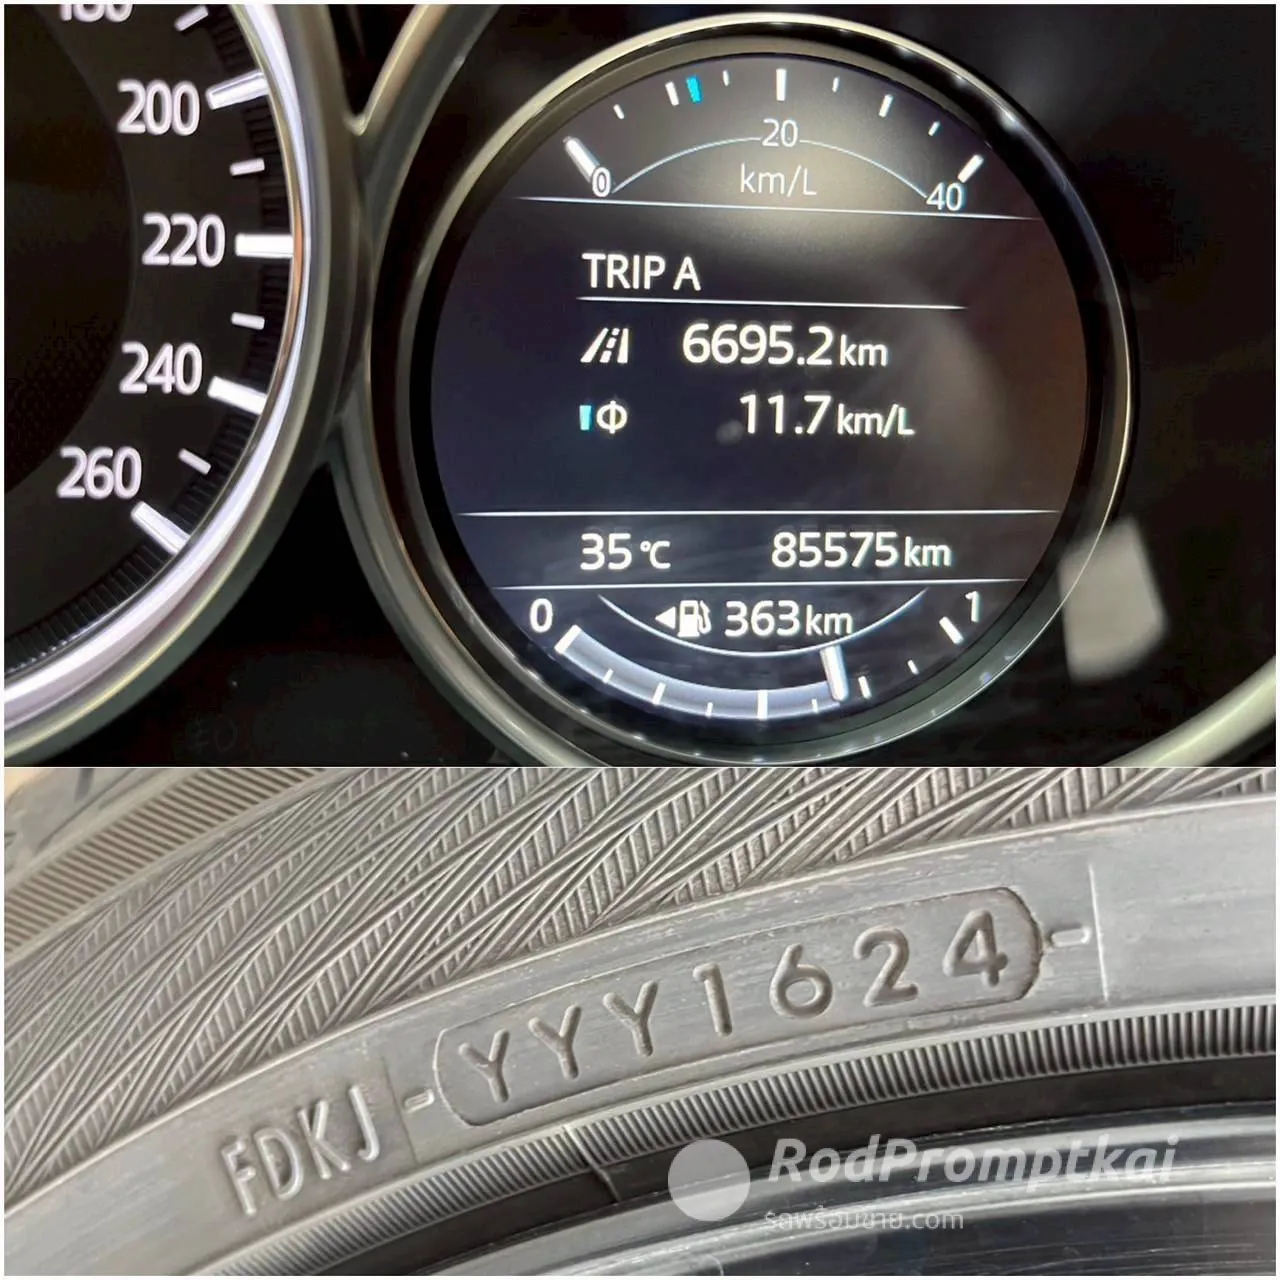 200
220
240
260
20
km/L
0
40
TRIP A
6695.2 km
Φ 11.7 km/L
35 °C 85575 km
0 363 km 1
FDKJ-YYY1624-
RodPromptkai
รถพร้อมขาย.com